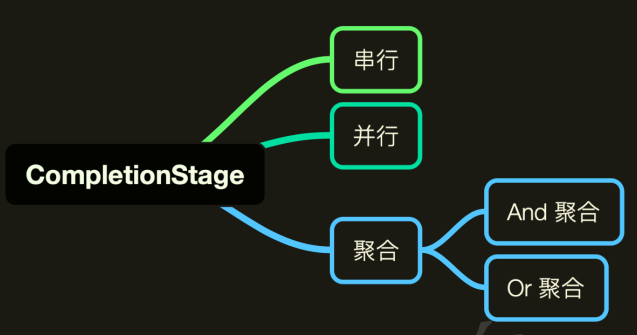 串行
并行
CompletionStage
And 聚合
聚合
Or 聚合